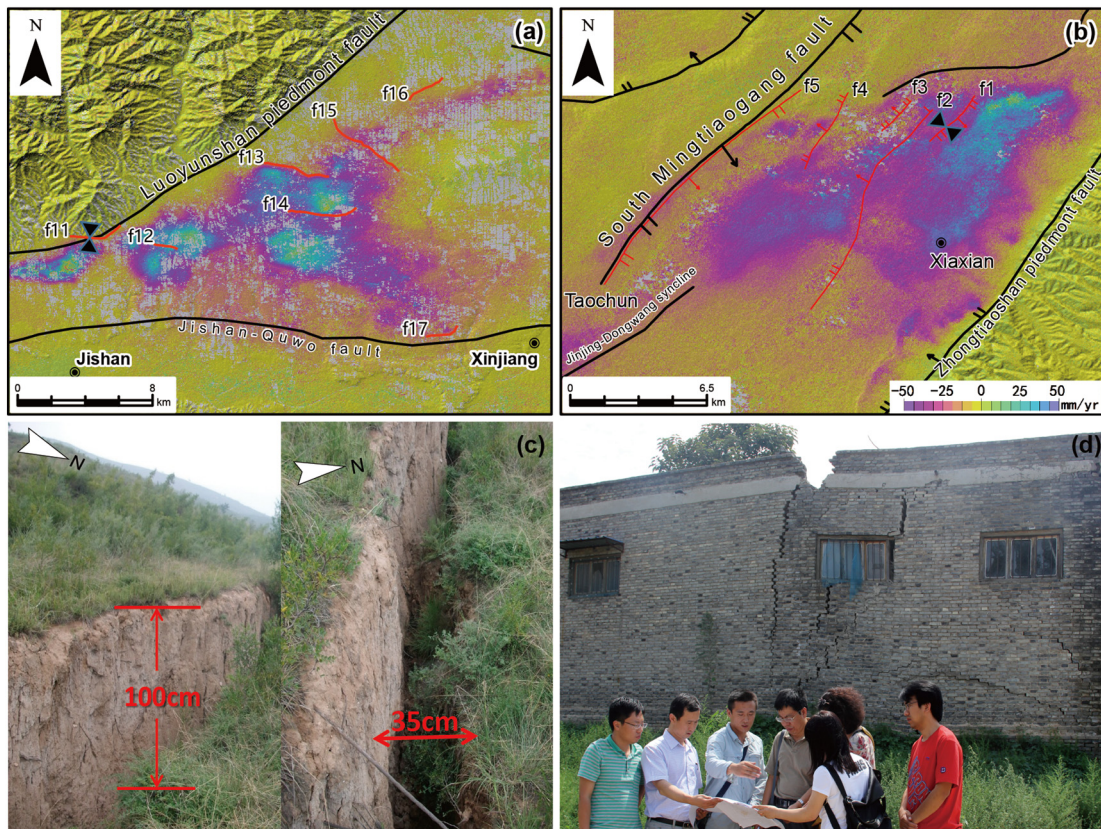 N
(a)
Luoyunshan piedmont fault
f16
f15
f13
f14
f11
f12
f17
Jishan-Quwo fault
Jishan
Xinjiang
0
8
km
N
(b)
South Mingtiaogang fault
f5
f4
f3
f2
f1
Xiaxian
Taochun
Jinjing-Dongwang syncline
Zhongtiaoshan piedmont fault
0
6.5
km
-50
-25
0
25
50
mm/yr
N
100cm
(c)
N
35cm
(d)